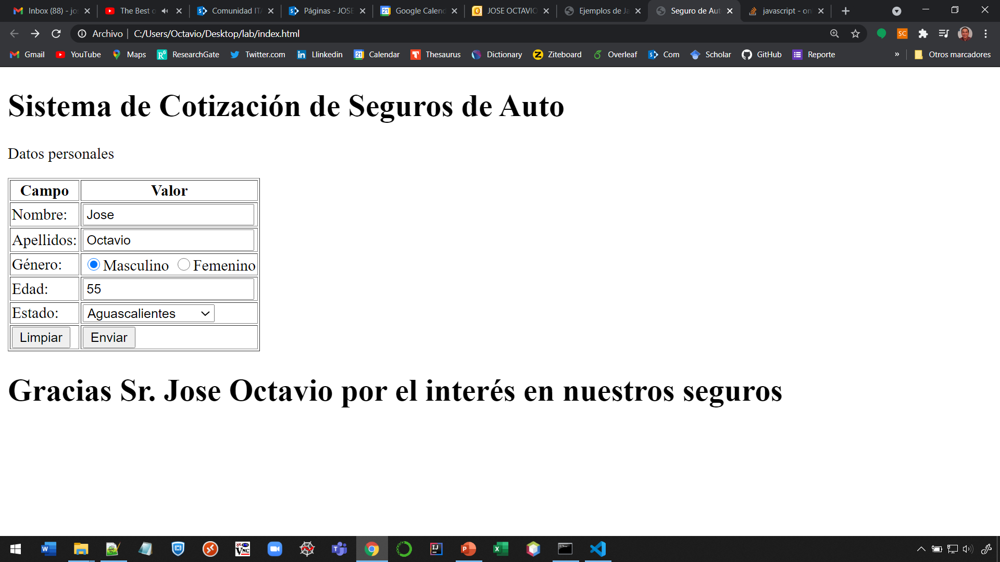 Inbox (88) - jo
The Best o
Comunidad IT
Páginas - JOSE
Google Calend
JOSE OCTAVIO
Ejemplos de Ja
Seguro de Aut
javascript - on
Archivo | C:/Users/Octavio/Desktop/lab/index.html
SC
Gmail YouTube Maps ResearchGate Twitter.com Llinkedin Calendar Thesaurus Dictionary Ziteboard Overleaf Com Scholar GitHub Reporte » Otros marcadores
Sistema de Cotización de Seguros de Auto
Datos personales
Campo Valor
Nombre: Jose
Apellidos: Octavio
Género: Masculino Femenino
Edad: 55
Estado: Aguascalientes
Limpiar Enviar
Gracias Sr. Jose Octavio por el interés en nuestros seguros